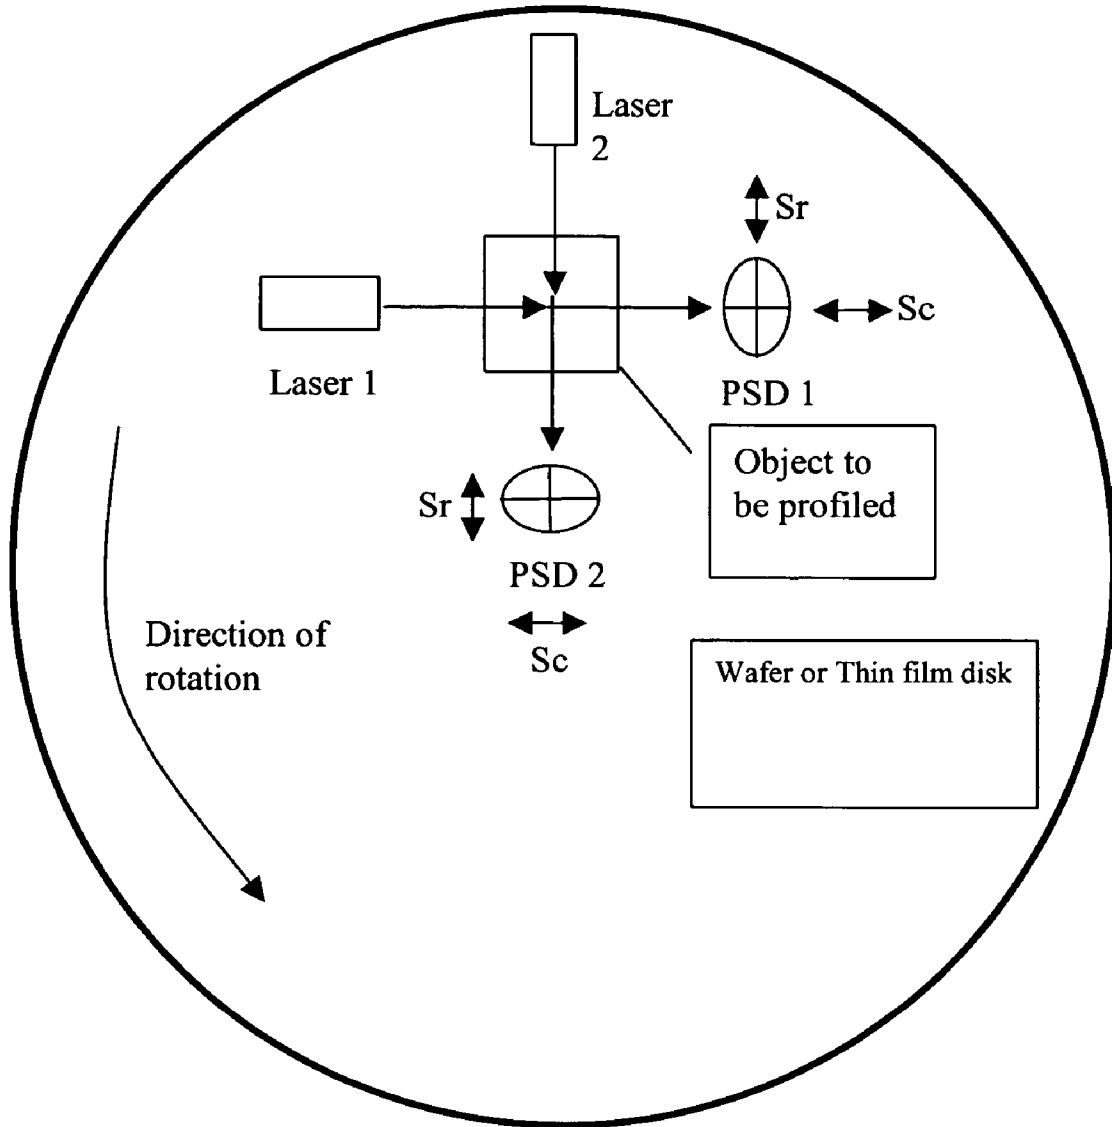 Laser
2
Sr
Sc
Laser 1
PSD 1
Object to
be profiled
Sr
PSD 2
Sc
Direction of
rotation
Wafer or Thin film disk